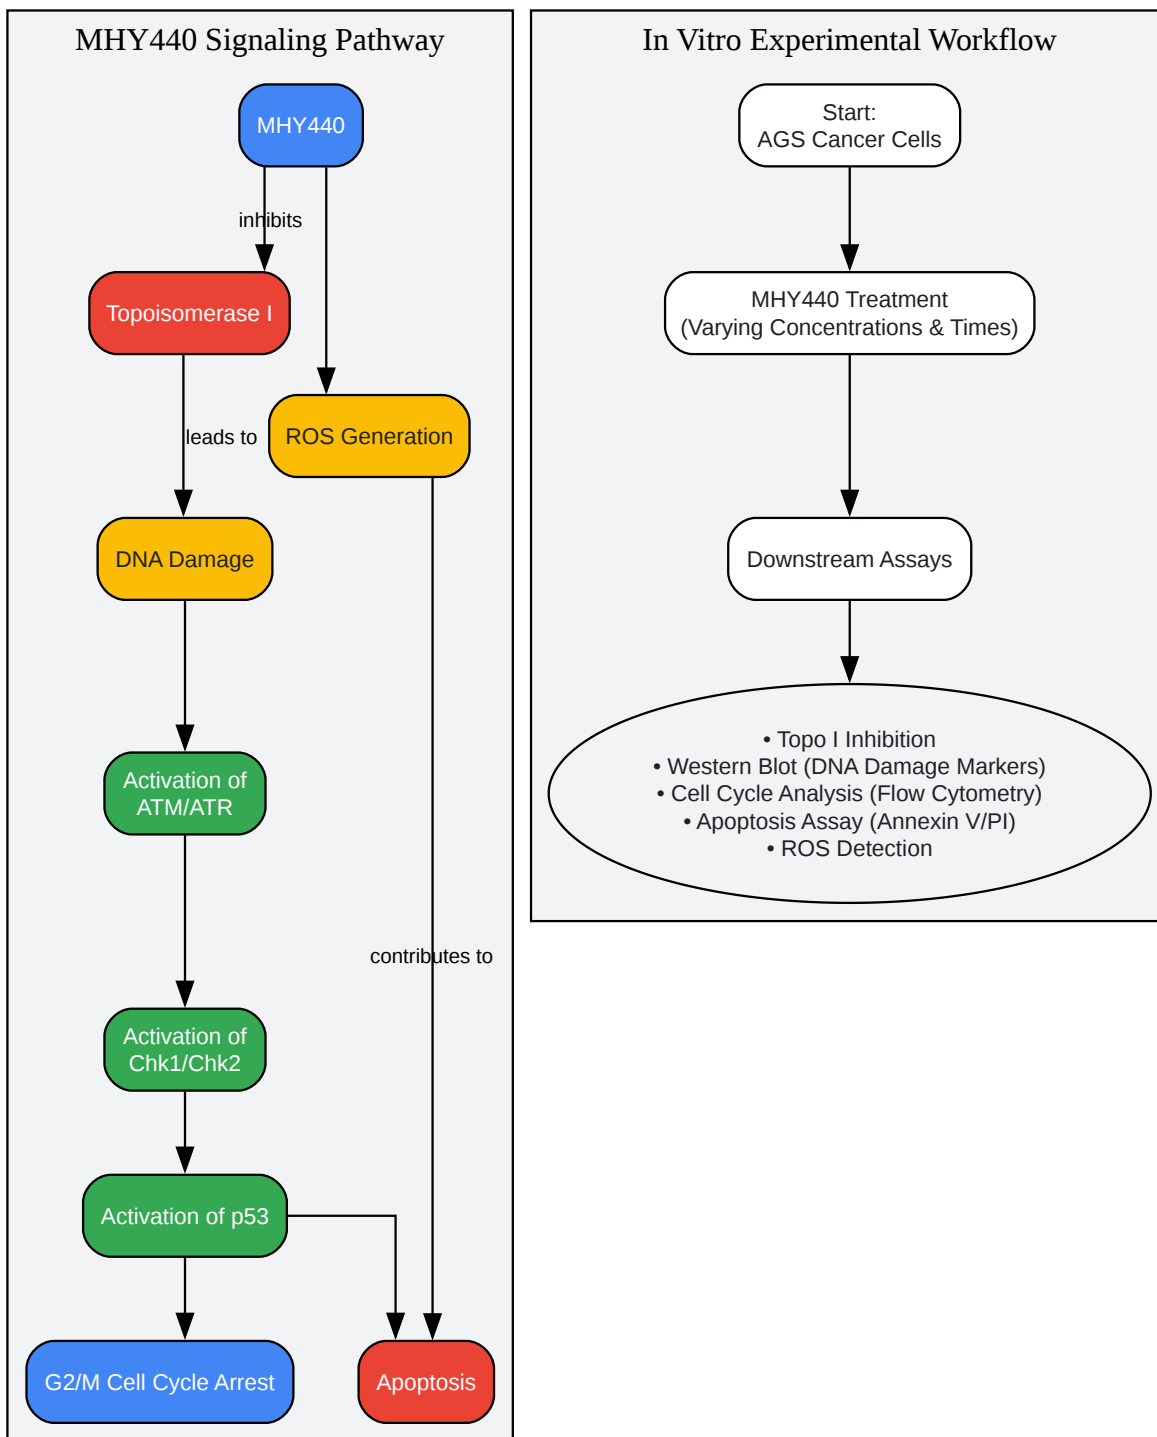 MHY440 Signaling Pathway
MHY440
inhibits
Topoisomerase I
leads to
ROS Generation
DNA Damage
Activation of
ATM/ATR
contributes to
Activation of
Chk1/Chk2
Activation of p53
G2/M Cell Cycle Arrest
Apoptosis
In Vitro Experimental Workflow
Start:
AGS Cancer Cells
MHY440 Treatment
(Varying Concentrations & Times)
Downstream Assays
• Topo I Inhibition
• Western Blot (DNA Damage Markers)
• Cell Cycle Analysis (Flow Cytometry)
• Apoptosis Assay (Annexin V/PI)
• ROS Detection